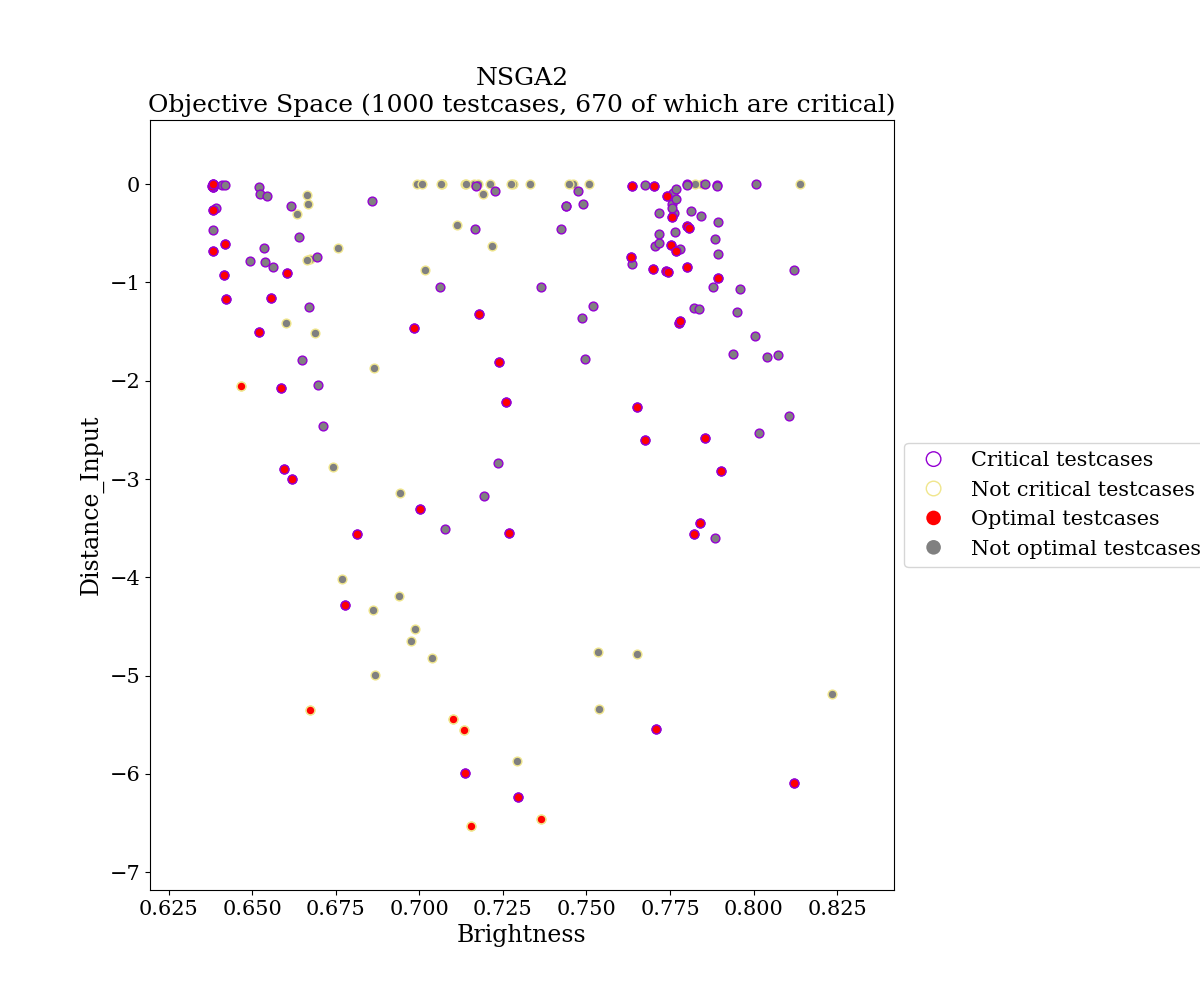 NSGA2
Objective Space (1000 testcases, 670 of which are critical)
0
−1
−2
−3
−4
−5
−6
−7
Distance_Input
0.625 0.650 0.675 0.700 0.725 0.750 0.775 0.800 0.825
Brightness
Critical testcases
Not critical testcases
Optimal testcases
Not optimal testcases